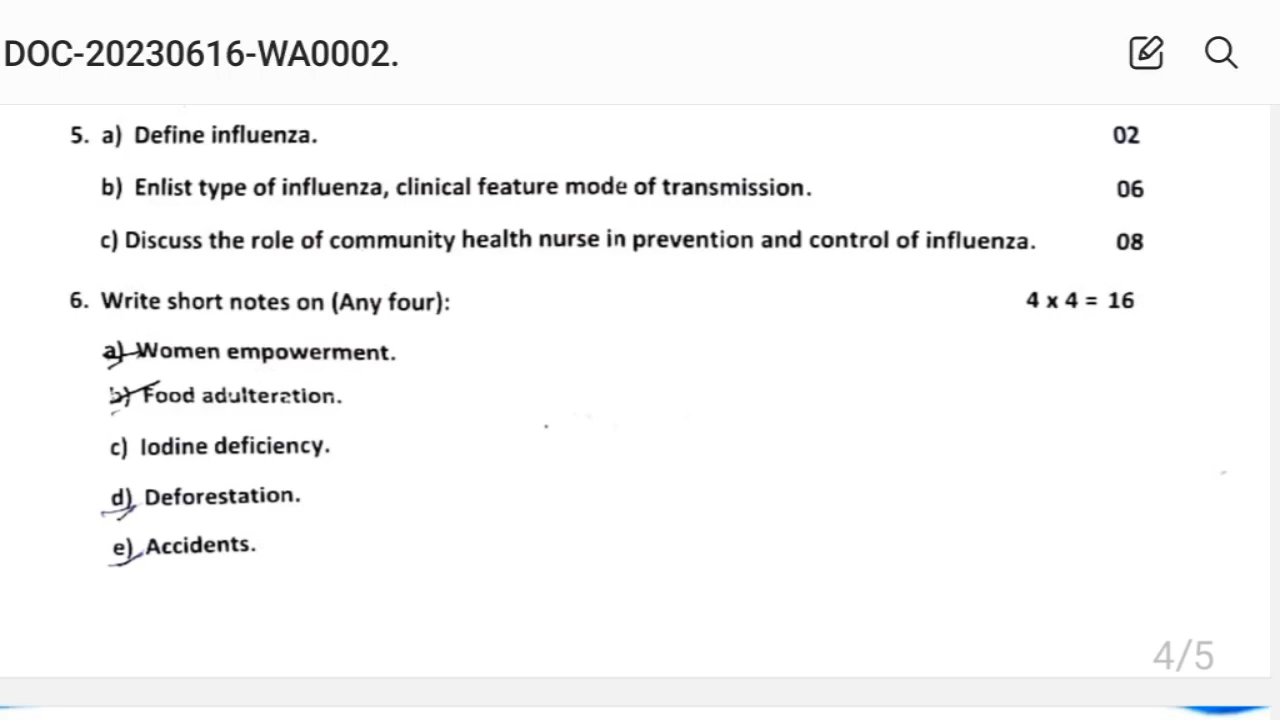 DOC-20230616-WA0002.
5. a) Define influenza. 02
b) Enlist type of influenza, clinical feature mode of transmission. 06
c) Discuss the role of community health nurse in prevention and control of influenza. 08
6. Write short notes on (Any four): 4 x 4 = 16
a) Women empowerment.
b) Food adulteration.
c) Iodine deficiency.
d) Deforestation.
e) Accidents.
4/5